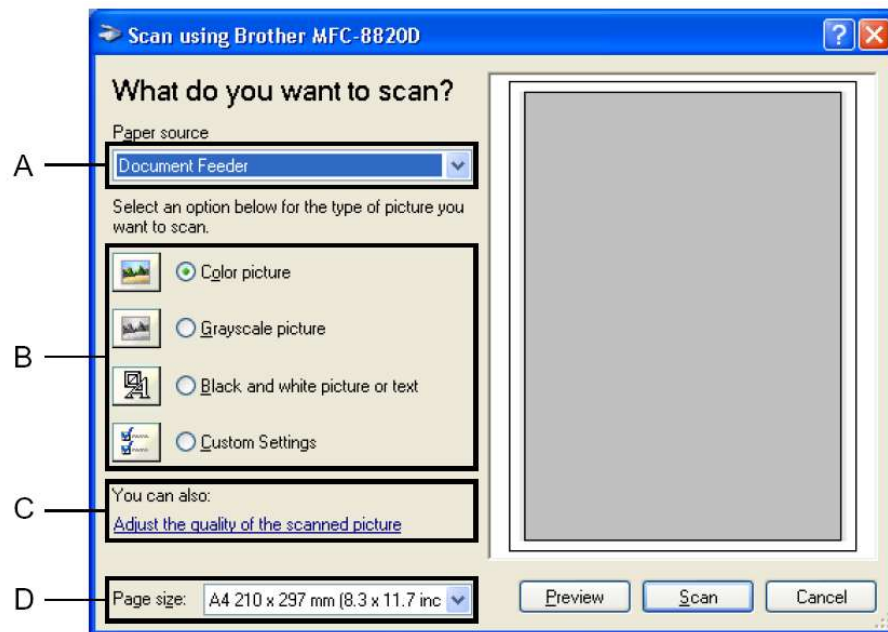 Scan using Brother MFC-8820D
What do you want to scan?
Paper source
A
Document Feeder
Select an option below for the type of picture you
want to scan.
Color picture
Grayscale picture
B
Black and white picture or text
Custom Settings
You can also:
C
Adjust the quality of the scanned picture
D
Page size: A4 210 x 297 mm (8.3 x 11.7 inc
Preview Scan Cancel